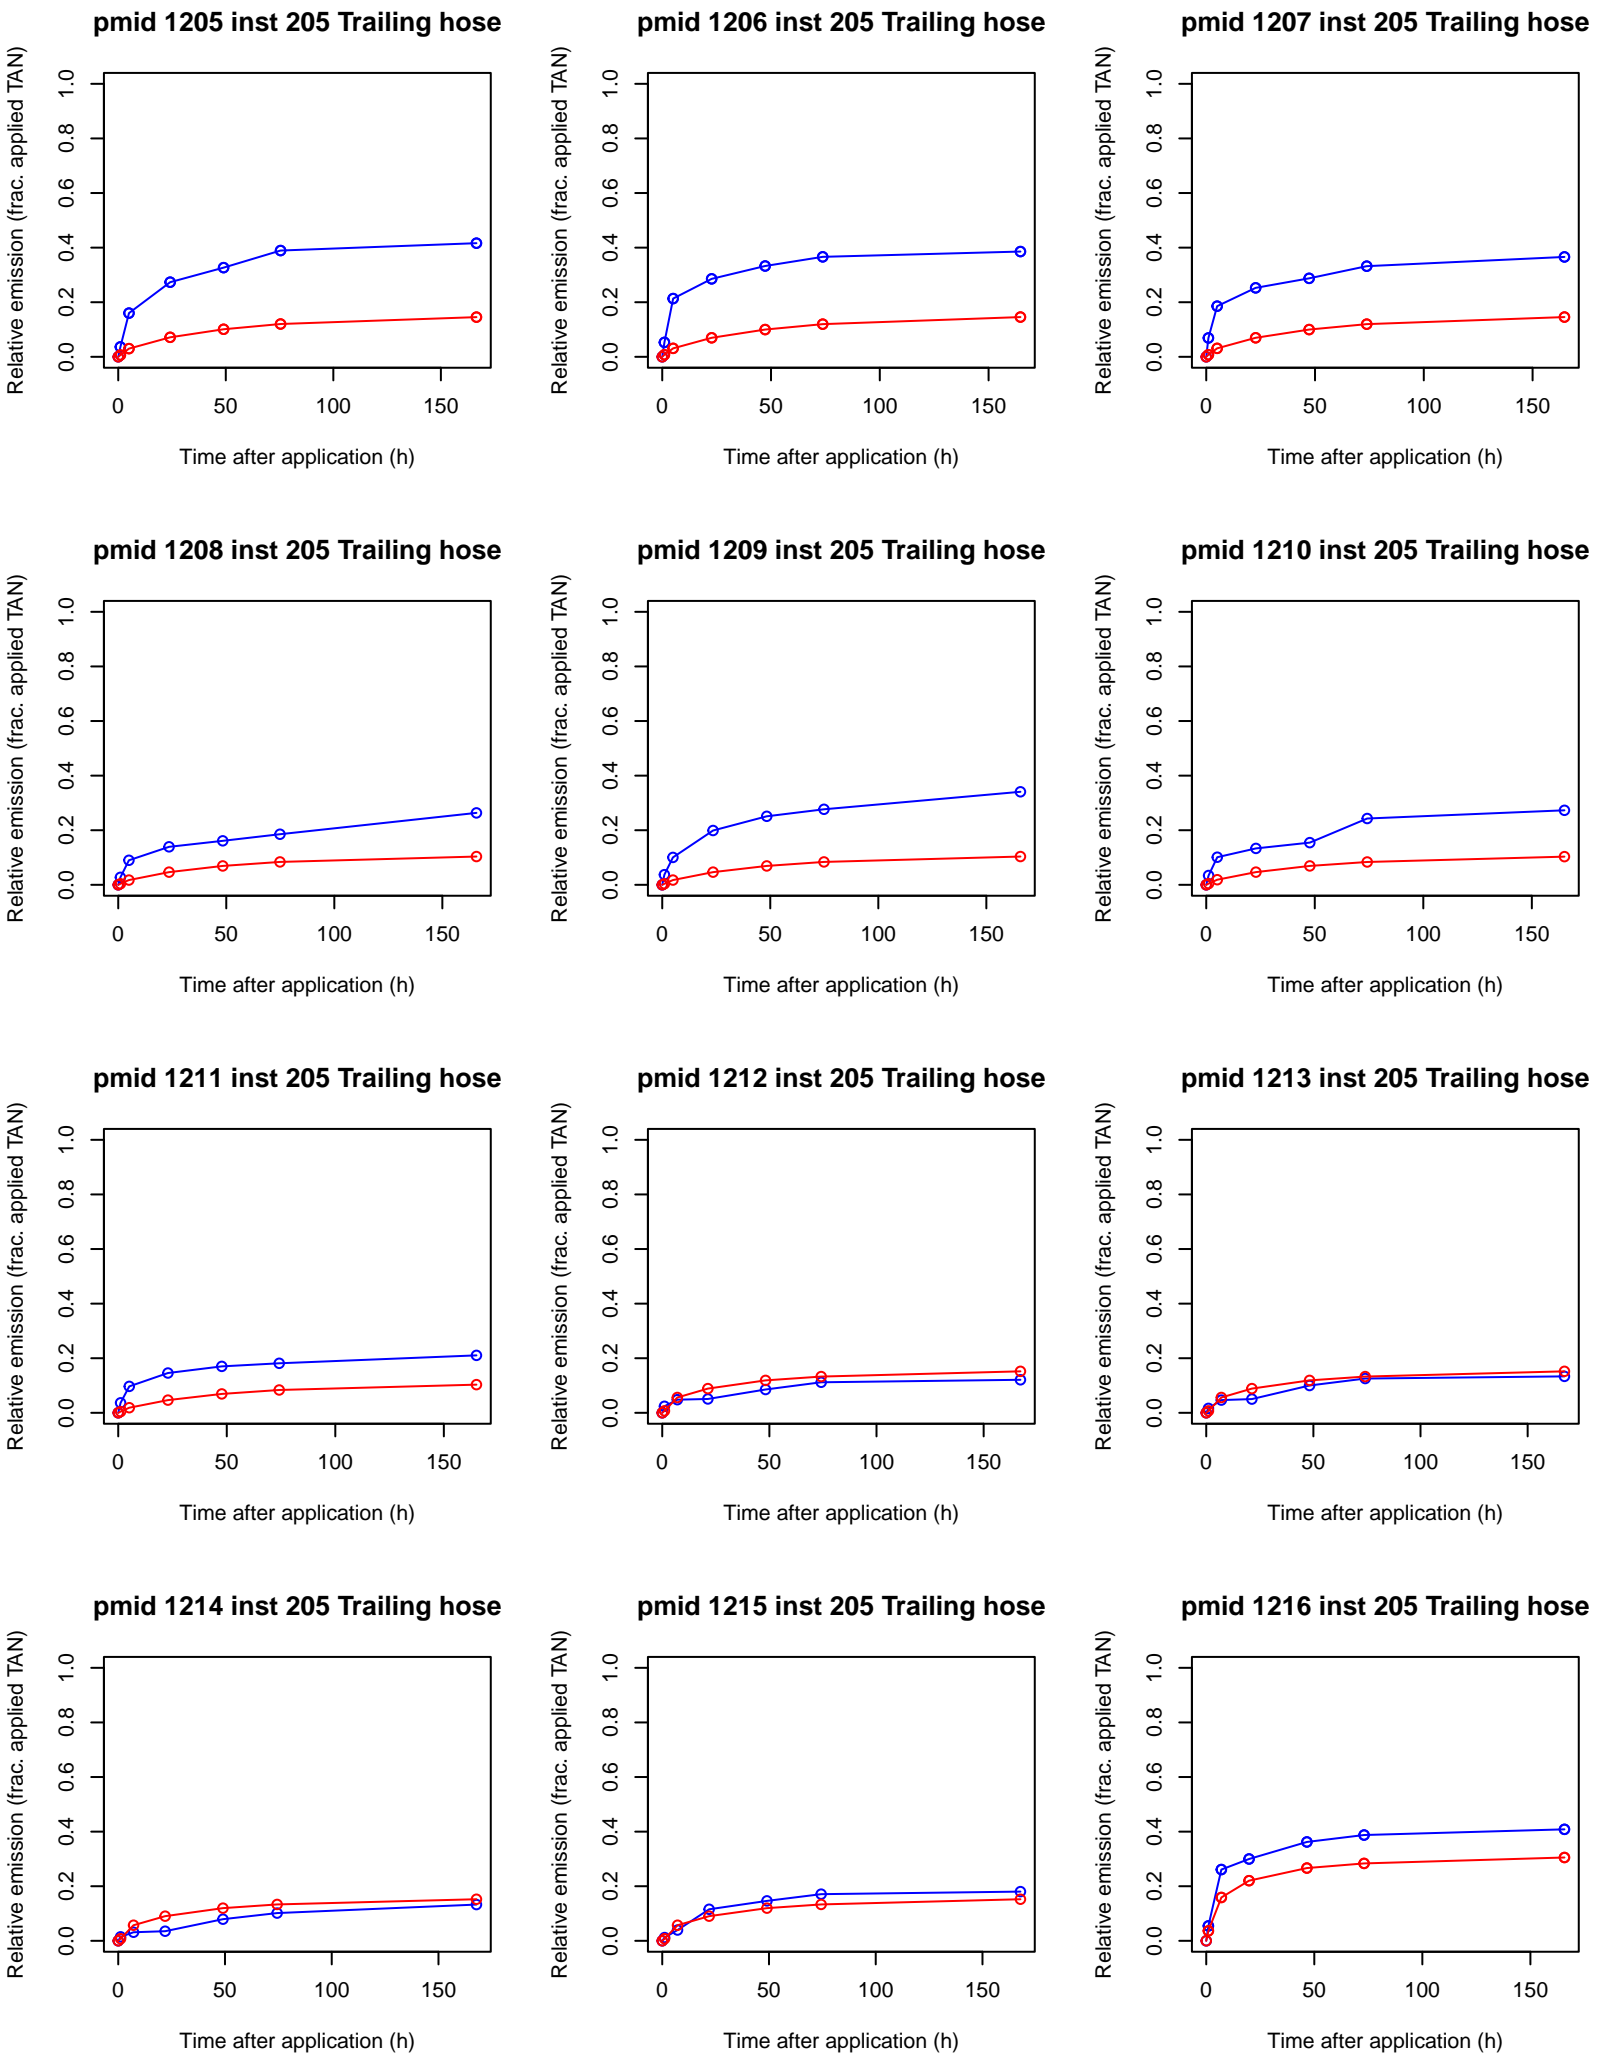 pmid 1205 inst 205 Trailing hose
Relative emission (frac. applied TAN)
1.0
0.8
0.6
0.4
0.2
0.0
0 50 100 150
Time after application (h)
pmid 1206 inst 205 Trailing hose
Relative emission (frac. applied TAN)
1.0
0.8
0.6
0.4
0.2
0.0
0 50 100 150
Time after application (h)
pmid 1207 inst 205 Trailing hose
Relative emission (frac. applied TAN)
1.0
0.8
0.6
0.4
0.2
0.0
0 50 100 150
Time after application (h)
pmid 1208 inst 205 Trailing hose
Relative emission (frac. applied TAN)
1.0
0.8
0.6
0.4
0.2
0.0
0 50 100 150
Time after application (h)
pmid 1209 inst 205 Trailing hose
Relative emission (frac. applied TAN)
1.0
0.8
0.6
0.4
0.2
0.0
0 50 100 150
Time after application (h)
pmid 1210 inst 205 Trailing hose
Relative emission (frac. applied TAN)
1.0
0.8
0.6
0.4
0.2
0.0
0 50 100 150
Time after application (h)
pmid 1211 inst 205 Trailing hose
Relative emission (frac. applied TAN)
1.0
0.8
0.6
0.4
0.2
0.0
0 50 100 150
Time after application (h)
pmid 1212 inst 205 Trailing hose
Relative emission (frac. applied TAN)
1.0
0.8
0.6
0.4
0.2
0.0
0 50 100 150
Time after application (h)
pmid 1213 inst 205 Trailing hose
Relative emission (frac. applied TAN)
1.0
0.8
0.6
0.4
0.2
0.0
0 50 100 150
Time after application (h)
pmid 1214 inst 205 Trailing hose
Relative emission (frac. applied TAN)
1.0
0.8
0.6
0.4
0.2
0.0
0 50 100 150
Time after application (h)
pmid 1215 inst 205 Trailing hose
Relative emission (frac. applied TAN)
1.0
0.8
0.6
0.4
0.2
0.0
0 50 100 150
Time after application (h)
pmid 1216 inst 205 Trailing hose
Relative emission (frac. applied TAN)
1.0
0.8
0.6
0.4
0.2
0.0
0 50 100 150
Time after application (h)